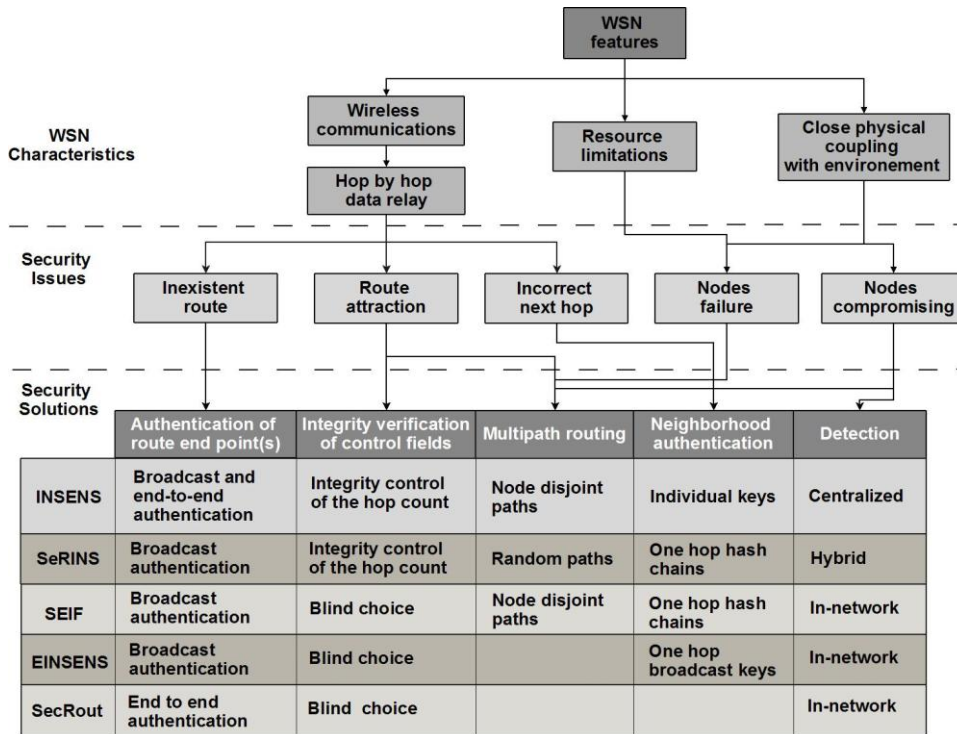 WSN
features
WSN
Characteristics
Wireless
communications
Resource
limitations
Close physical
coupling
with environement
Hop by hop
data relay
Security
Issues
Inexistent
route
Route
attraction
Incorrect
next hop
Nodes
failure
Nodes
compromising
Security
Solutions
Authentication of
route end point(s)
Integrity verification
of control fields
Multipath routing
Neighborhood
authentication
Detection
INSENS
Broadcast and
end-to-end
authentication
Integrity control
of the hop count
Node disjoint
paths
Individual keys
Centralized
SeRINS
Broadcast
authentication
Integrity control
of the hop count
Random paths
One hop hash
chains
Hybrid
SEIF
Broadcast
authentication
Blind choice
Node disjoint
paths
One hop hash
chains
In-network
EINSENS
Broadcast
authentication
Blind choice
One hop
broadcast keys
In-network
SecRout
End to end
authentication
Blind choice
In-network